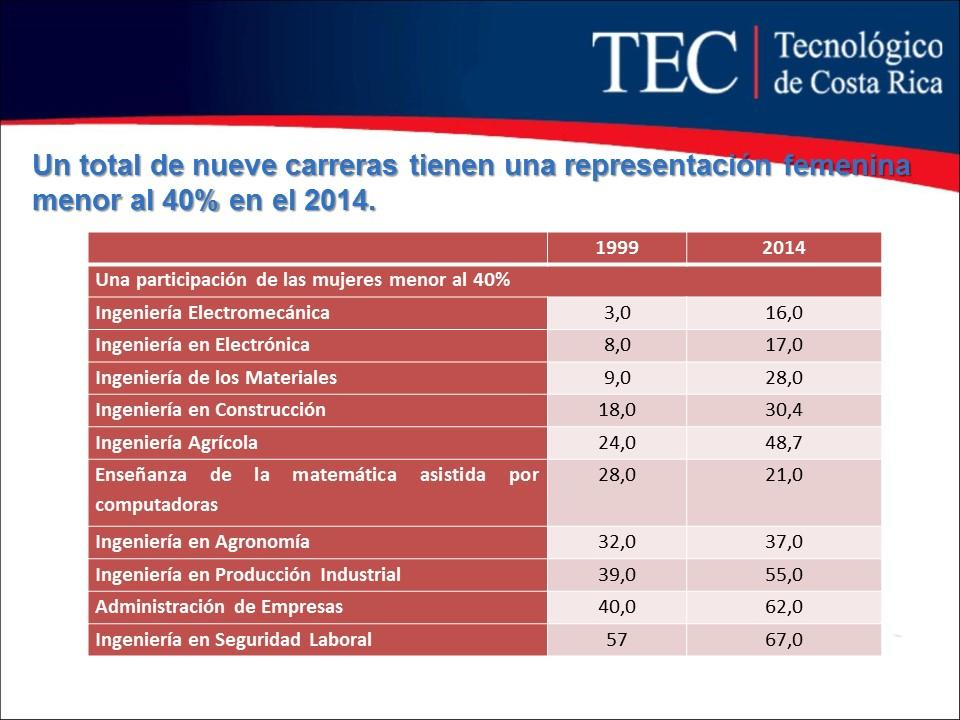 TEC
Tecnológico
de Costa Rica
Un total de nueve carreras tienen una representación femenina
menor al 40% en el 2014.
1999 2014
Una participación de las mujeres menor al 40%
Ingeniería Electromecánica 3,0 16,0
Ingeniería en Electrónica 8,0 17,0
Ingeniería de los Materiales 9,0 28,0
Ingeniería en Construcción 18,0 30,4
Ingeniería Agrícola 24,0 48,7
Enseñanza de la matemática asistida por 28,0 21,0
computadoras
Ingeniería en Agronomía 32,0 37,0
Ingeniería en Producción Industrial 39,0 55,0
Administración de Empresas 40,0 62,0
Ingeniería en Seguridad Laboral 57 67,0